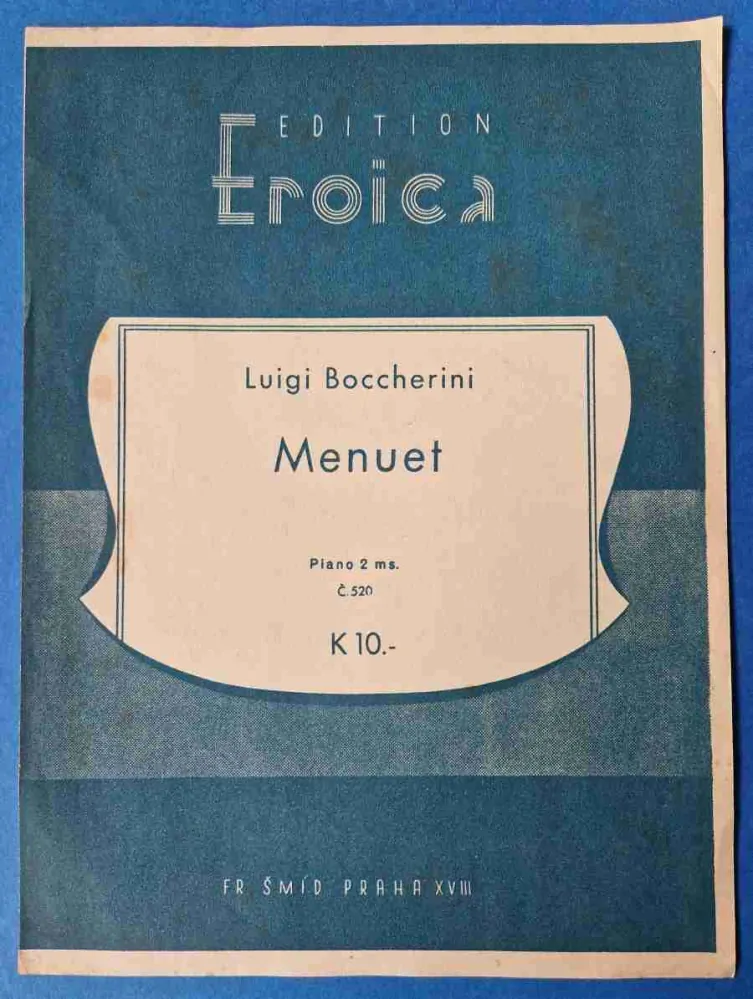 EDITION
Eroica
Luigi Boccherini
Menuet
Piano 2 ms.
Č.520
K 10.-
FR ŠMÍD PRAHA XVIII